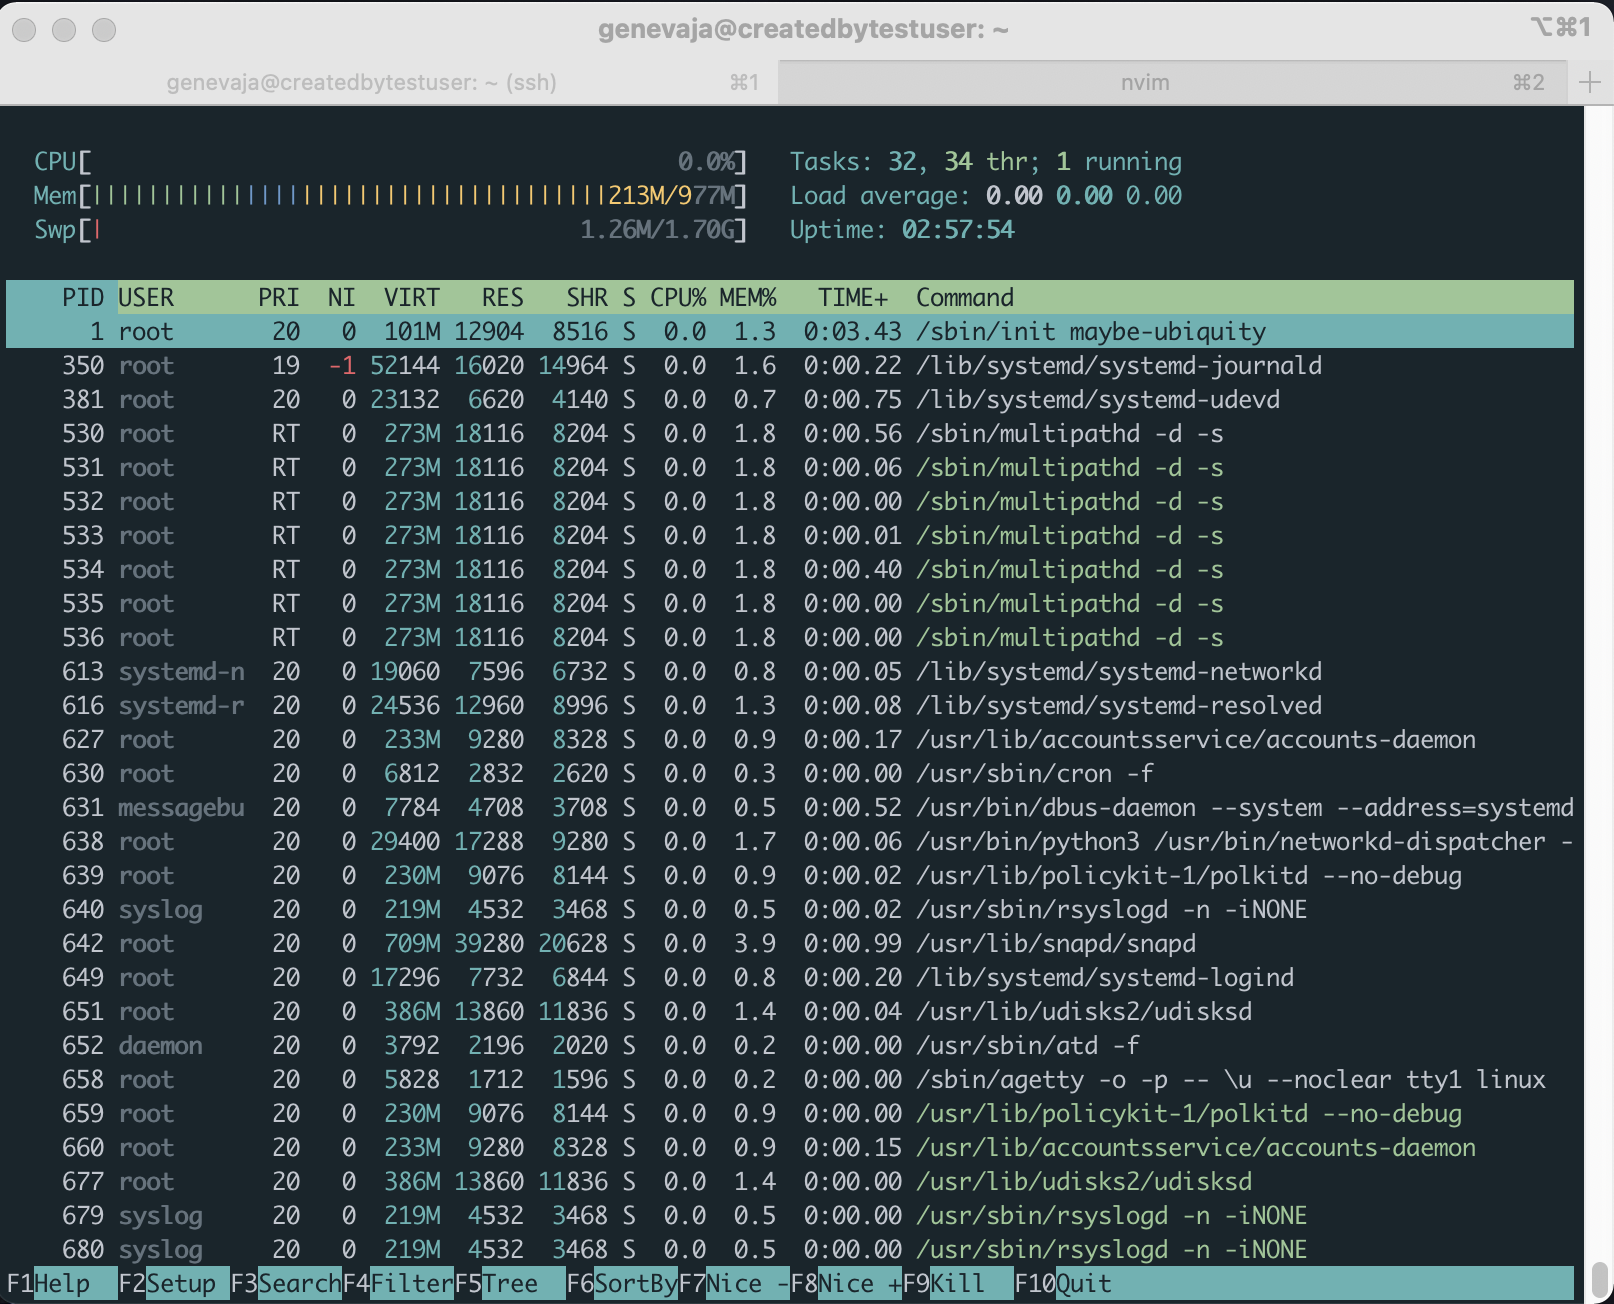 genevaja@createdbytestuser: ~ ⌥⌘1
genevaja@createdbytestuser: ~ (ssh) ⌘1 nvim ⌘2 +
CPU[ 0.0%] Tasks: 32, 34 thr; 1 running
Mem[||||||||||||||||||||||||||||||||||||213M/977M] Load average: 0.00 0.00 0.00
Swp[| 1.26M/1.70G] Uptime: 02:57:54
PID USER PRI NI VIRT RES SHR S CPU% MEM% TIME+ Command
1 root 20 0 101M 12904 8516 S 0.0 1.3 0:03.43 /sbin/init maybe-ubiquity
350 root 19 -1 52144 16020 14964 S 0.0 1.6 0:00.22 /lib/systemd/systemd-journald
381 root 20 0 23132 6620 4140 S 0.0 0.7 0:00.75 /lib/systemd/systemd-udevd
530 root RT 0 273M 18116 8204 S 0.0 1.8 0:00.56 /sbin/multipathd -d -s
531 root RT 0 273M 18116 8204 S 0.0 1.8 0:00.06 /sbin/multipathd -d -s
532 root RT 0 273M 18116 8204 S 0.0 1.8 0:00.00 /sbin/multipathd -d -s
533 root RT 0 273M 18116 8204 S 0.0 1.8 0:00.01 /sbin/multipathd -d -s
534 root RT 0 273M 18116 8204 S 0.0 1.8 0:00.40 /sbin/multipathd -d -s
535 root RT 0 273M 18116 8204 S 0.0 1.8 0:00.00 /sbin/multipathd -d -s
536 root RT 0 273M 18116 8204 S 0.0 1.8 0:00.00 /sbin/multipathd -d -s
613 systemd-n 20 0 19060 7596 6732 S 0.0 0.8 0:00.05 /lib/systemd/systemd-networkd
616 systemd-r 20 0 24536 12960 8996 S 0.0 1.3 0:00.08 /lib/systemd/systemd-resolved
627 root 20 0 233M 9280 8328 S 0.0 0.9 0:00.17 /usr/lib/accountsservice/accounts-daemon
630 root 20 0 6812 2832 2620 S 0.0 0.3 0:00.00 /usr/sbin/cron -f
631 messagebu 20 0 7784 4708 3708 S 0.0 0.5 0:00.52 /usr/bin/dbus-daemon --system --address=systemd
638 root 20 0 29400 17288 9280 S 0.0 1.7 0:00.06 /usr/bin/python3 /usr/bin/networkd-dispatcher -
639 root 20 0 230M 9076 8144 S 0.0 0.9 0:00.02 /usr/lib/policykit-1/polkitd --no-debug
640 syslog 20 0 219M 4532 3468 S 0.0 0.5 0:00.02 /usr/sbin/rsyslogd -n -iNONE
642 root 20 0 709M 39280 20628 S 0.0 3.9 0:00.99 /usr/lib/snapd/snapd
649 root 20 0 17296 7732 6844 S 0.0 0.8 0:00.20 /lib/systemd/systemd-logind
651 root 20 0 386M 13860 11836 S 0.0 1.4 0:00.04 /usr/lib/udisks2/udisksd
652 daemon 20 0 3792 2196 2020 S 0.0 0.2 0:00.00 /usr/sbin/atd -f
658 root 20 0 5828 1712 1596 S 0.0 0.2 0:00.00 /sbin/agetty -o -p -- \u --noclear tty1 linux
659 root 20 0 230M 9076 8144 S 0.0 0.9 0:00.00 /usr/lib/policykit-1/polkitd --no-debug
660 root 20 0 233M 9280 8328 S 0.0 0.9 0:00.15 /usr/lib/accountsservice/accounts-daemon
677 root 20 0 386M 13860 11836 S 0.0 1.4 0:00.00 /usr/lib/udisks2/udisksd
679 syslog 20 0 219M 4532 3468 S 0.0 0.5 0:00.00 /usr/sbin/rsyslogd -n -iNONE
680 syslog 20 0 219M 4532 3468 S 0.0 0.5 0:00.00 /usr/sbin/rsyslogd -n -iNONE
F1Help F2Setup F3SearchF4FilterF5Tree F6SortByF7Nice -F8Nice +F9Kill F10Quit